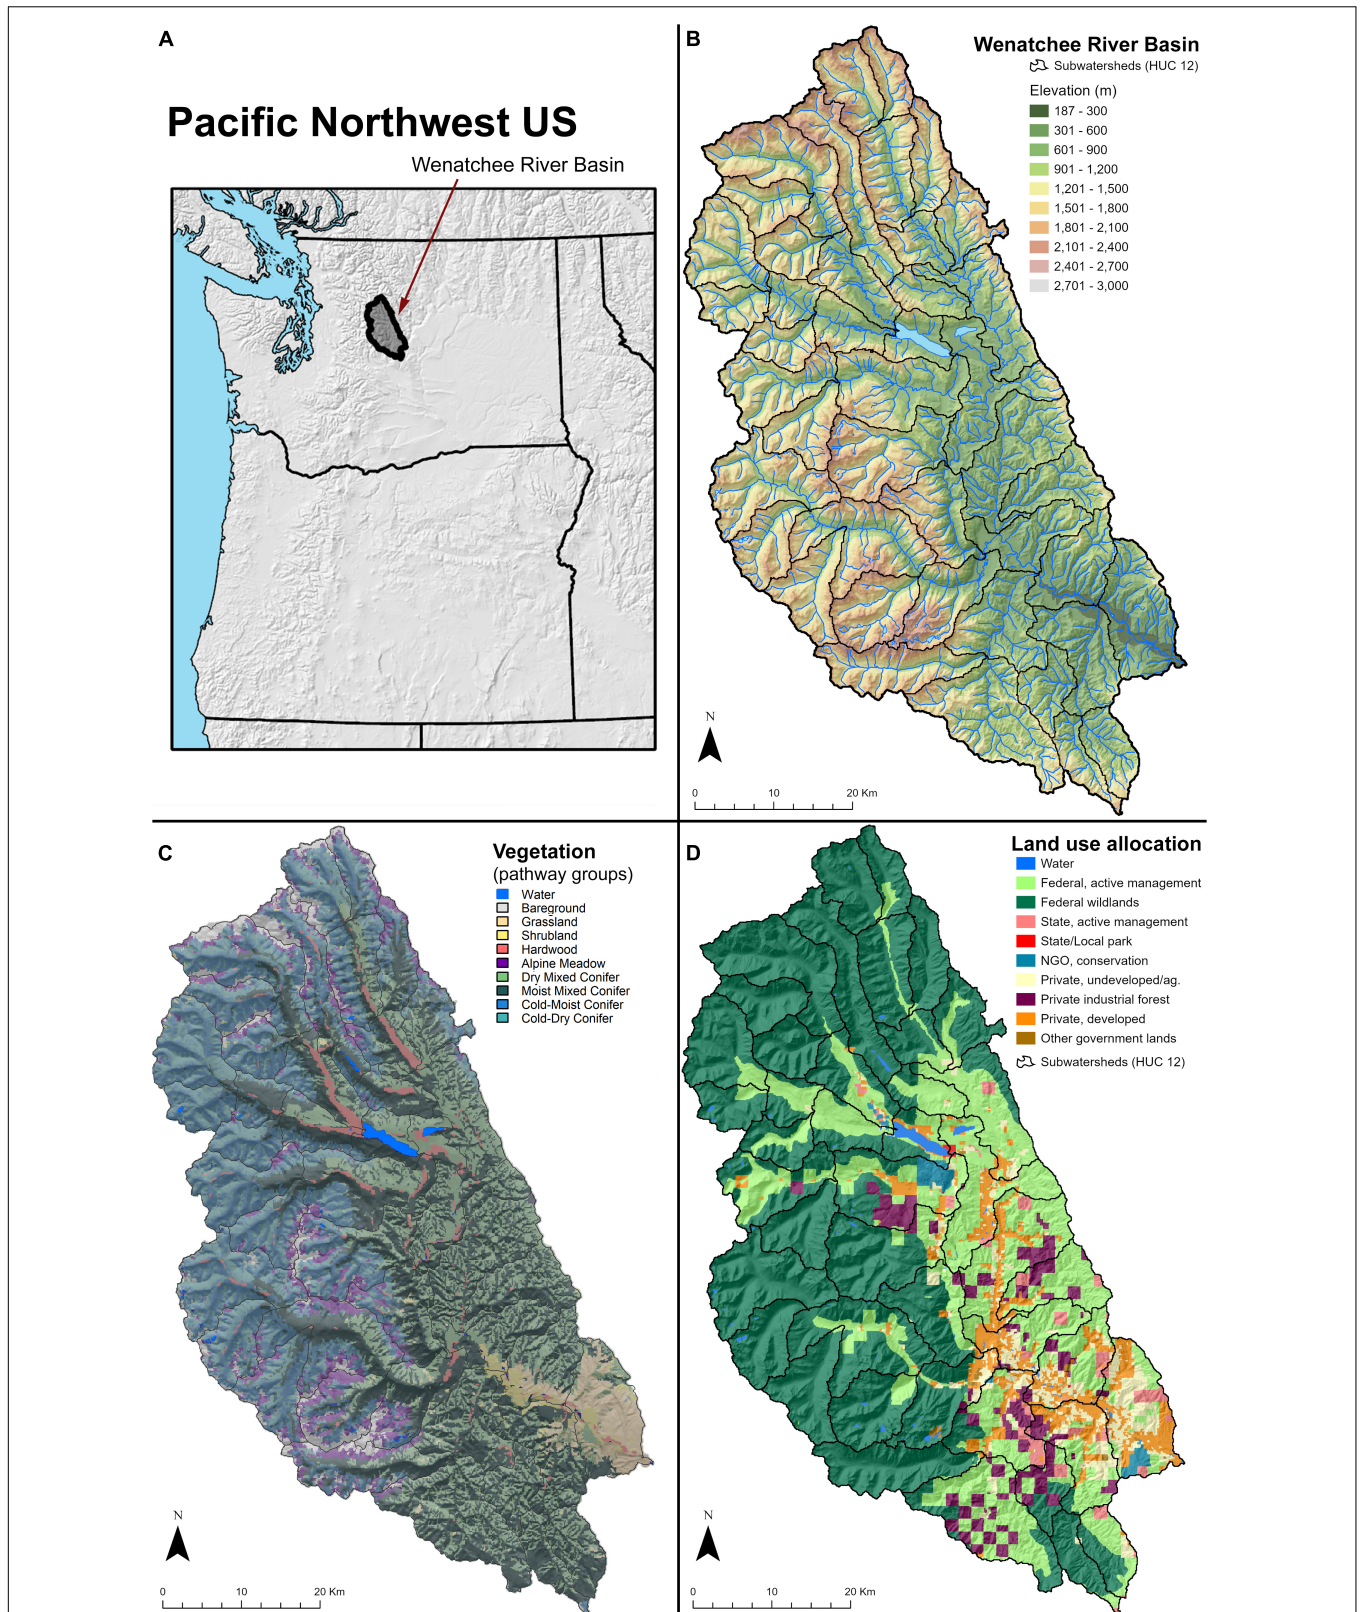 A
Pacific Northwest US
Wenatchee River Basin
B
Wenatchee River Basin
Subwatersheds (HUC 12)
Elevation (m)
187 - 300
301 - 600
601 - 900
901 - 1,200
1,201 - 1,500
1,501 - 1,800
1,801 - 2,100
2,101 - 2,400
2,401 - 2,700
2,701 - 3,000
N
0 10 20 Km
C
Vegetation
(pathway groups)
Water
Bareground
Grassland
Shrubland
Hardwood
Alpine Meadow
Dry Mixed Conifer
Moist Mixed Conifer
Cold-Moist Conifer
Cold-Dry Conifer
N
0 10 20 Km
D
Land use allocation
Water
Federal, active management
Federal wildlands
State, active management
State/Local park
NGO, conservation
Private, undeveloped/ag.
Private industrial forest
Private, developed
Other government lands
Subwatersheds (HUC 12)
N
0 10 20 Km